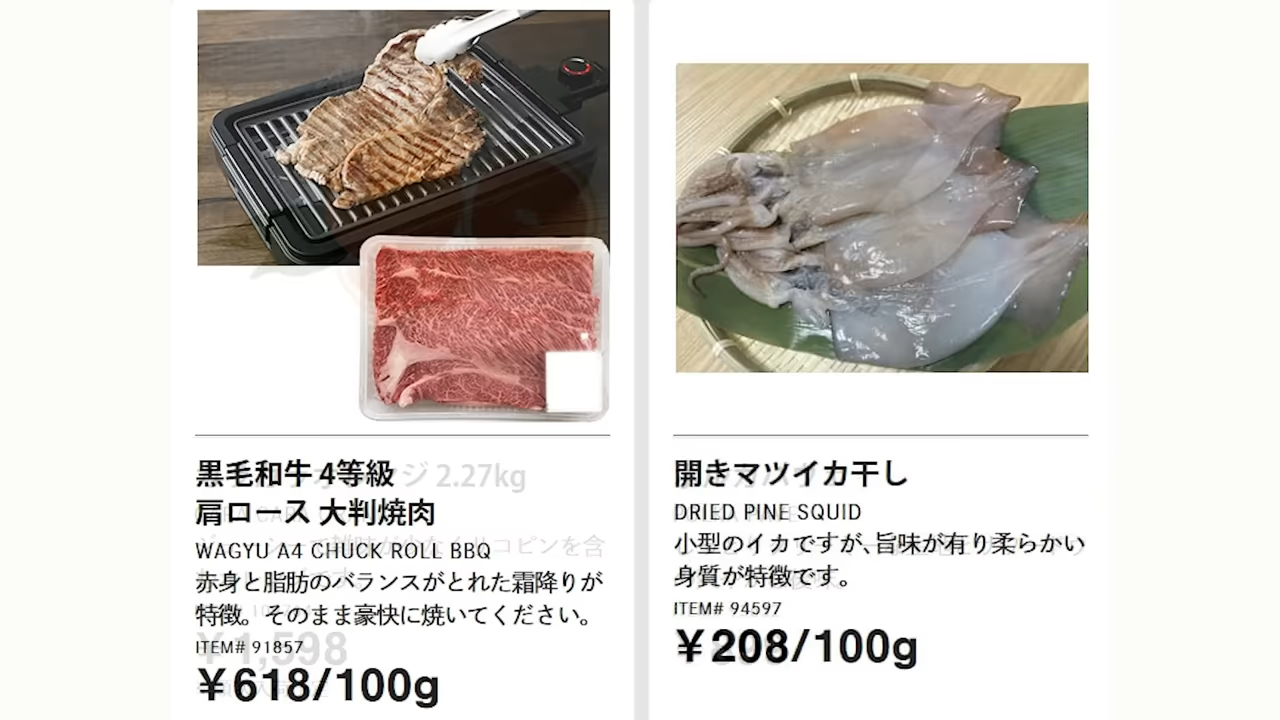 黒毛和牛 4等級
肩ロース 大判焼肉
WAGYU A4 CHUCK ROLL BBQ
赤身と脂肪のバランスがとれた霜降りが
特徴。そのまま豪快に焼いてください。
ITEM# 91857
￥618/100g
開きマツイカ干し
DRIED PINE SQUID
小型のイカですが、旨味が有り柔らかい
身質が特徴です。
ITEM# 94597
￥208/100g
2.27kg
￥1,598